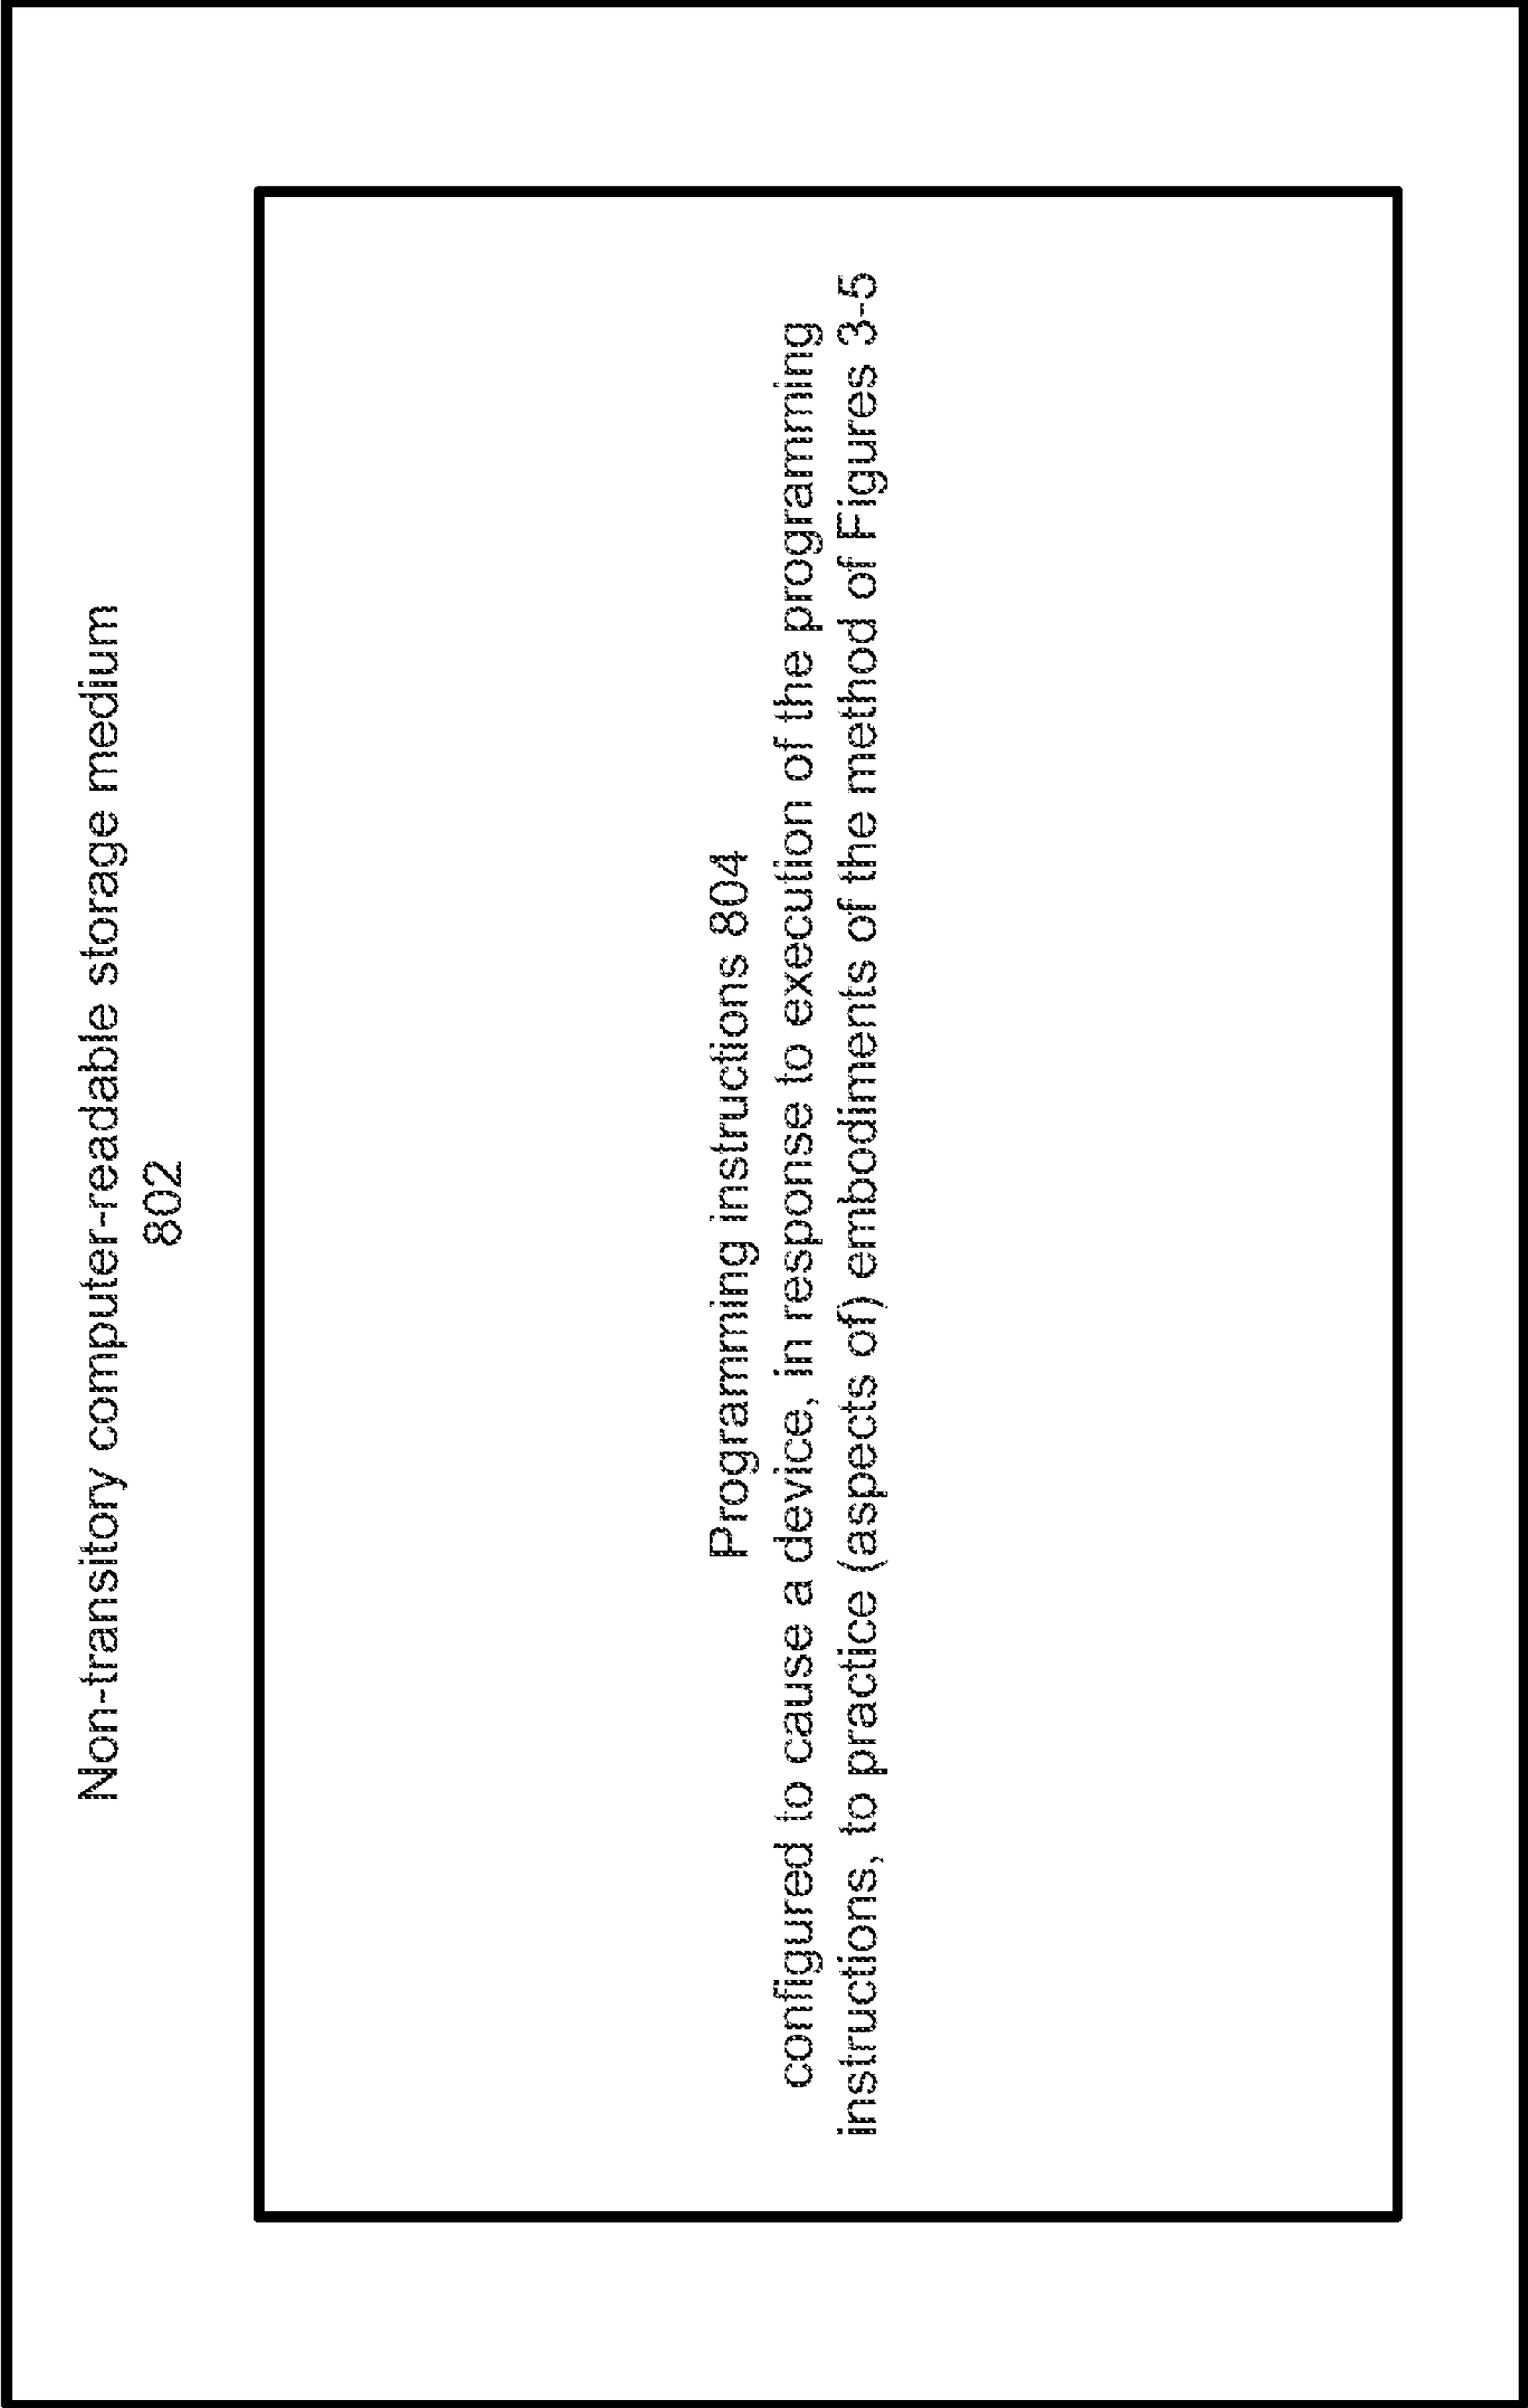 Non-transitory computer-readable storage medium
802
Programming instructions 804
configured to cause a device, in response to execution of the programming
instructions, to practice (aspects of) embodiments of the method of Figures 3-5